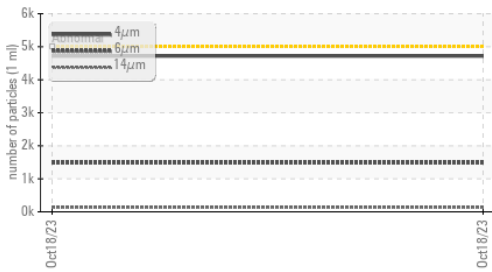 6k
5k
4k
3k
2k
1k
0k
number of particles (1 ml)
Abnormal
4μm
6μm
14μm
Oct18/23
Oct18/23